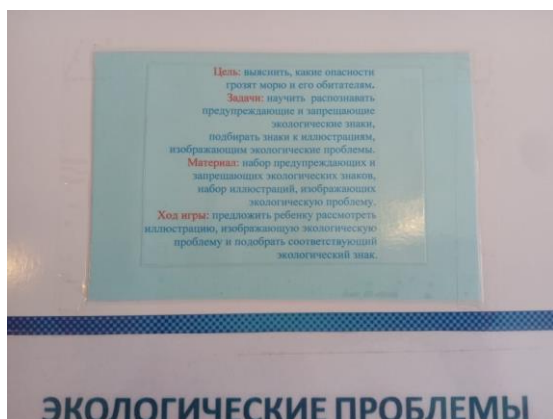 Цель: выяснить, какие опасности
грозят морю и его обитателям.
Задачи: научить распознавать
предупреждающие и запрещающие
экологические знаки,
подбирать знаки к иллюстрациям,
изображающим экологические проблемы.
Материал: набор предупреждающих и
запрещающих экологических знаков,
набор иллюстраций, изображающих
экологическую проблему.
Ход игры: предложить ребенку рассмотреть
иллюстрацию, изображающую экологическую
проблему и подобрать соответствующий
экологический знак.
ЭКОЛОГИЧЕСКИЕ ПРОБЛЕМЫ